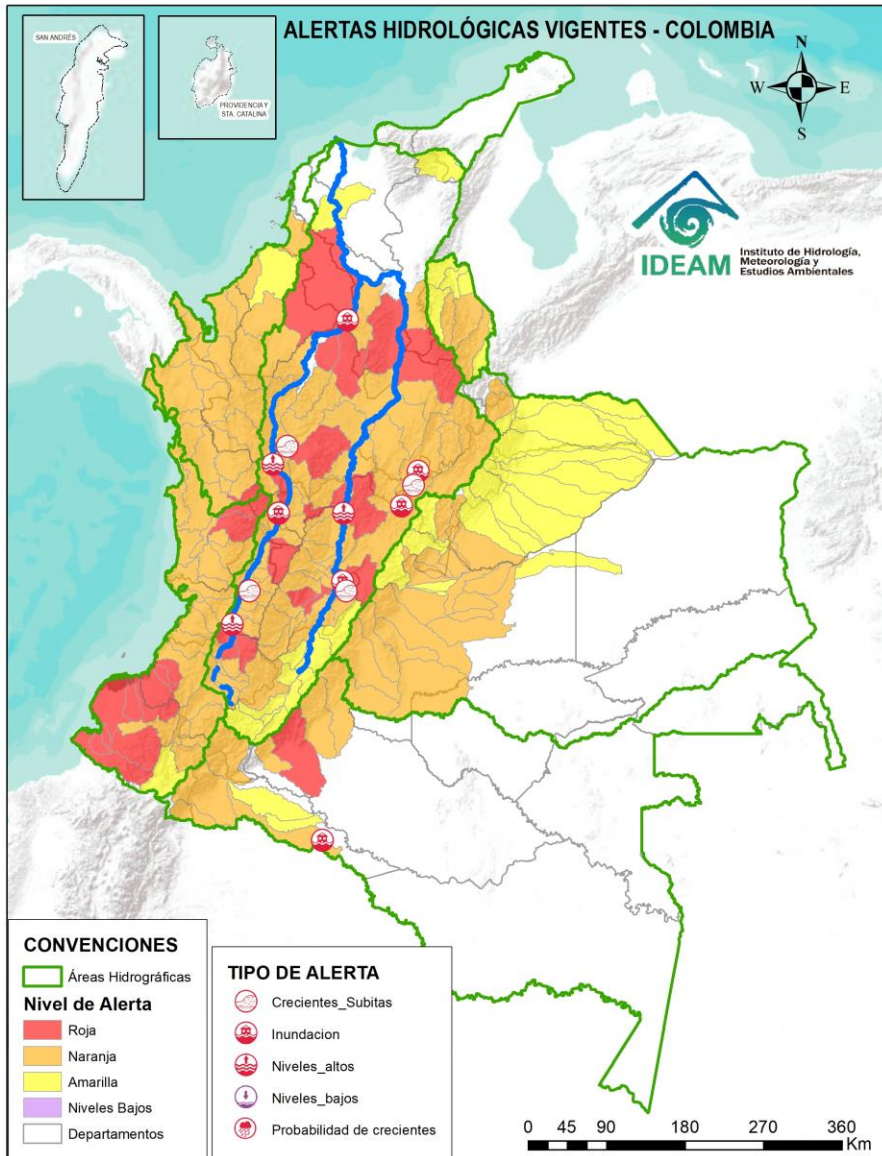 ALERTAS HIDROLÓGICAS VIGENTES - COLOMBIA
SAN ANDRÉS
PROVIDENCIA Y
STA. CATALINA
N
W
E
S
IDEAM
Instituto de Hidrología,
Meteorología y
Estudios Ambientales
CONVENCIONES
Áreas Hidrográficas
Nivel de Alerta
Roja
Naranja
Amarilla
Niveles Bajos
Departamentos
TIPO DE ALERTA
Crecientes_Subitas
Inundacion
Niveles_altos
Niveles_bajos
Probabilidad de crecientes
0 45 90 180 270 360
Km